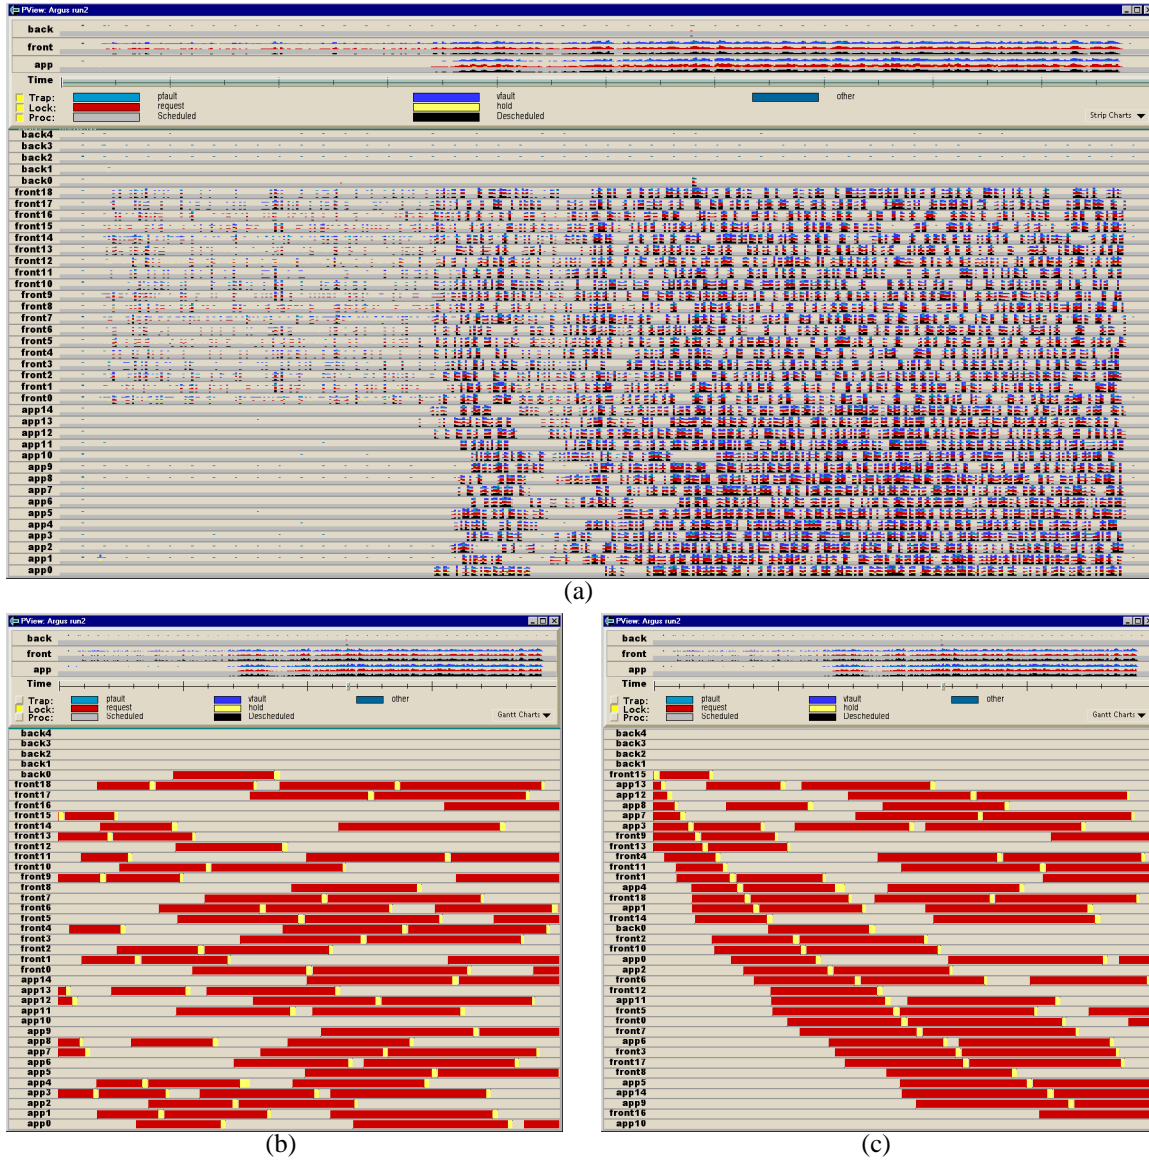 PView: Argus run2
back
front
app
Time
Trap: pfault vfault other
Lock: request hold
Proc: Scheduled Descheduled Strip Charts
back4
back3
back2
back1
back0
front18
front17
front16
front15
front14
front13
front12
front11
front10
front9
front8
front7
front6
front5
front4
front3
front2
front1
front0
app14
app13
app12
app11
app10
app9
app8
app7
app6
app5
app4
app3
app2
app1
app0
(a)
PView: Argus run2
back
front
app
Time
Trap: pfault vfault other
Lock: request hold
Proc: Scheduled Descheduled Gantt Charts
back4
back3
back2
back1
back0
front18
front17
front16
front15
front14
front13
front12
front11
front10
front9
front8
front7
front6
front5
front4
front3
front2
front1
front0
app14
app13
app12
app11
app10
app9
app8
app7
app6
app5
app4
app3
app2
app1
app0
(b)
PView: Argus run2
back
front
app
Time
Trap: pfault vfault other
Lock: request hold
Proc: Scheduled Descheduled Gantt Charts
back4
back3
back2
back1
front15
app13
app12
app8
app7
app3
front9
front13
front4
front11
front1
app4
front18
app1
front14
back0
front2
front10
app0
app2
front6
front12
app11
front5
front0
front7
app6
front3
front17
front8
app5
app14
app9
front16
app10
(c)